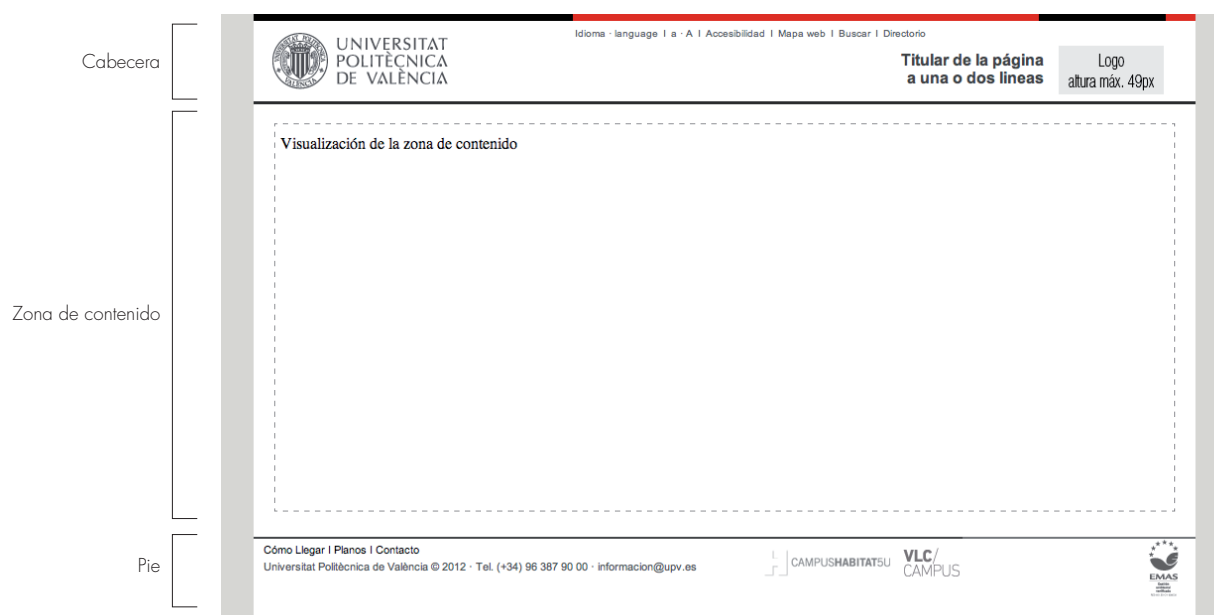 Cabecera
UNIVERSITAT
POLITÈCNICA
DE VALÈNCIA
Idioma · language I a · A I Accesibilidad I Mapa web I Buscar I Directorio
Titular de la página
a una o dos lineas
Logo
altura máx. 49px
Zona de contenido
Visualización de la zona de contenido
Pie
Cómo Llegar I Planos I Contacto
Universitat Politècnica de València © 2012 · Tel. (+34) 96 387 90 00 · informacion@upv.es
CAMPUSHABITAT5U
VLC/
CAMPUS
EMAS